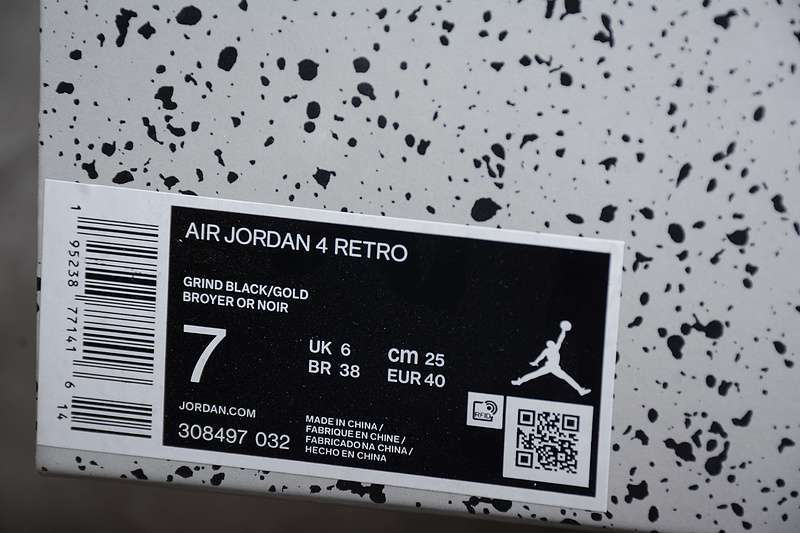 1 95238 77141 6 14
AIR JORDAN 4 RETRO
GRIND BLACK/GOLD
BROYER OR NOIR
7
UK 6
BR 38
cm 25
EUR 40
JORDAN.COM
308497 032
MADE IN CHINA /
FABRIQUE EN CHINE /
FABRICADO NA CHINA /
HECHO EN CHINA
RFID